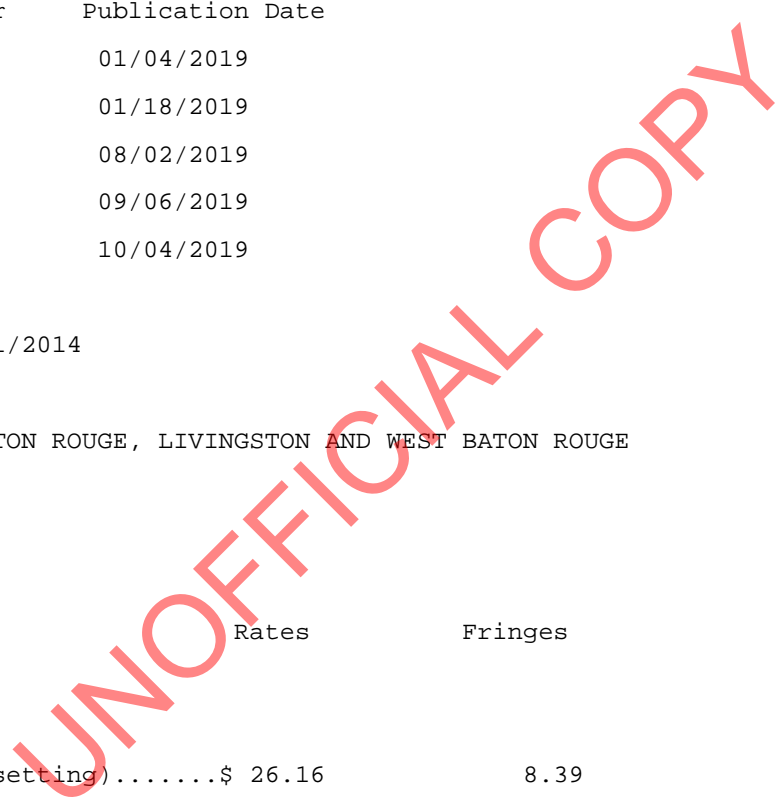 Publication Date
01/04/2019
01/18/2019
08/02/2019
09/06/2019
10/04/2019
/2014
TON ROUGE, LIVINGSTON AND WEST BATON ROUGE
Rates Fringes
setting).......$ 26.16 8.39
UNOFFICIAL COPY